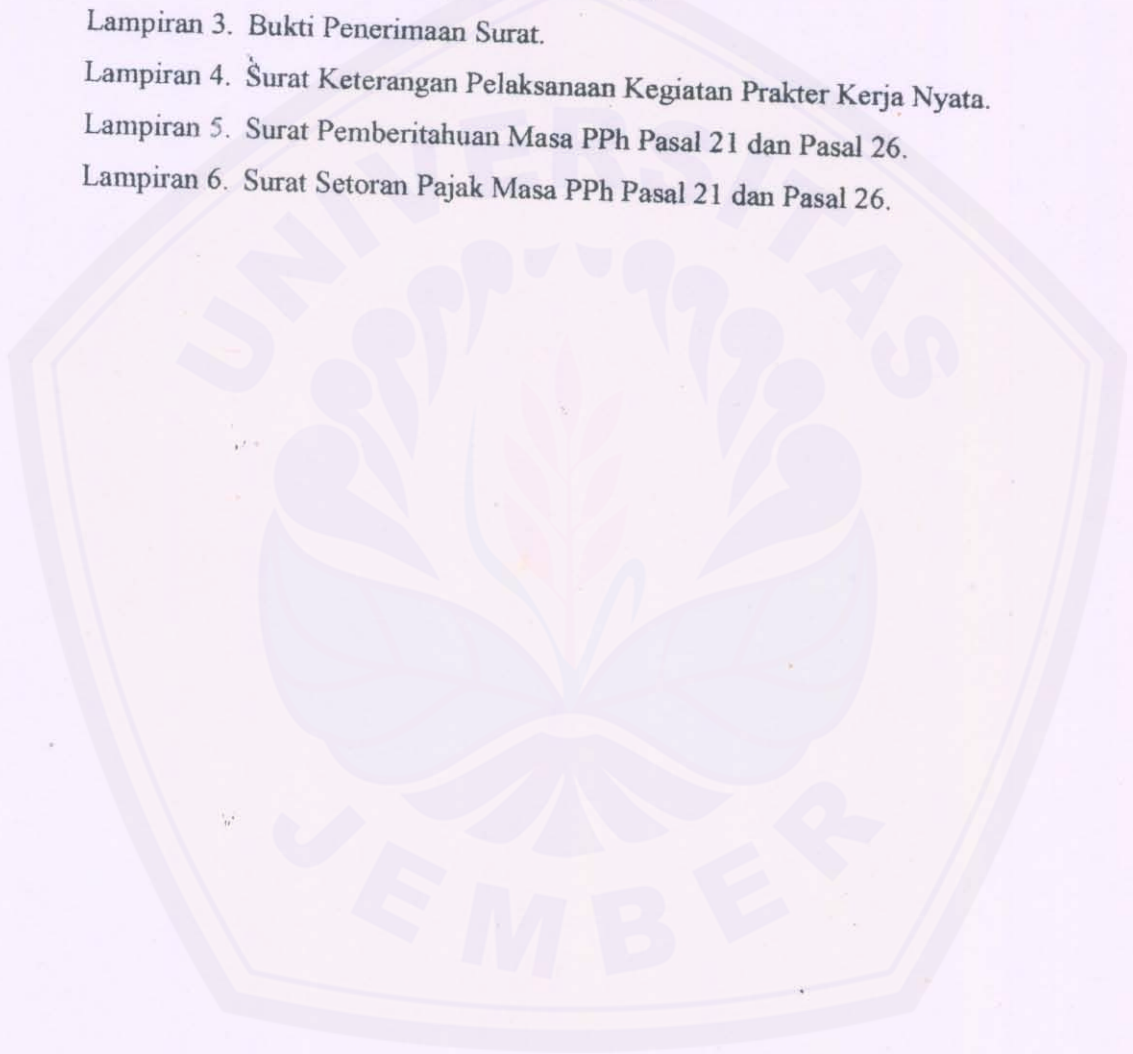 Lampiran 3. Bukti Penerimaan Surat.
Lampiran 4. Surat Keterangan Pelaksanaan Kegiatan Prakter Kerja Nyata.
Lampiran 5. Surat Pemberitahuan Masa PPh Pasal 21 dan Pasal 26.
Lampiran 6. Surat Setoran Pajak Masa PPh Pasal 21 dan Pasal 26.
UNIVERSITAS
JEMBER